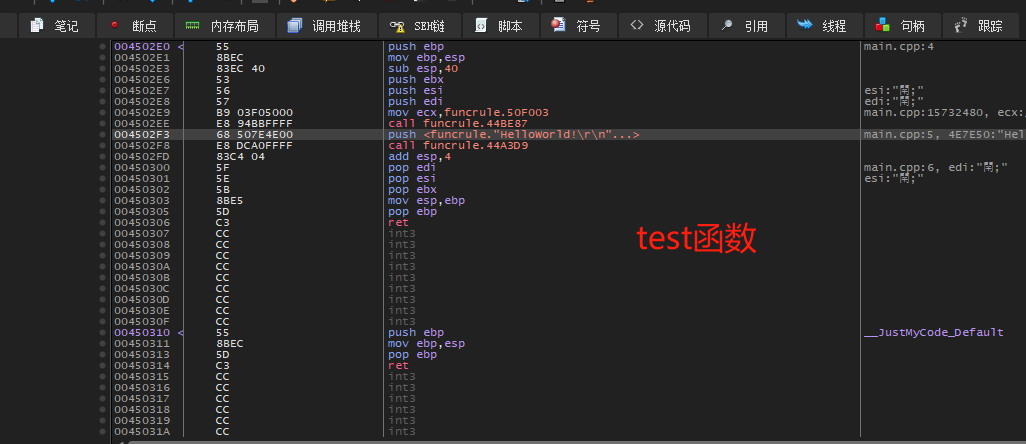 笔记 断点 内存布局 调用堆栈 SEH链 脚本 符号 源代码 引用 线程 句柄 跟踪
004502E0 < 55 push ebp main.cpp:4
004502E1 8BEC mov ebp,esp
004502E3 83EC 40 sub esp,40
004502E6 53 push ebx
004502E7 56 push esi esi:"閈;"
004502E8 57 push edi edi:"閈;"
004502E9 B9 03F05000 mov ecx,funcrule.50F003 main.cpp:15732480, ecx:
004502EE E8 94BBFFFF call funcrule.44BE87
004502F3 68 507E4E00 push <funcrule."HelloWorld!\r\n"...> main.cpp:5, 4E7E50:"Hel
004502F8 E8 DCA0FFFF call funcrule.44A3D9
004502FD 83C4 04 add esp,4
00450300 5F pop edi main.cpp:6, edi:"閈;"
00450301 5E pop esi esi:"閈;"
00450302 5B pop ebx
00450303 8BE5 mov esp,ebp
00450305 5D pop ebp
00450306 C3 ret
00450307 CC int3
00450308 CC int3
00450309 CC int3
0045030A CC int3
0045030B CC int3
0045030C CC int3
0045030D CC int3
0045030E CC int3
0045030F CC int3
00450310 < 55 push ebp __JustMyCode_Default
00450311 8BEC mov ebp,esp
00450313 5D pop ebp
00450314 C3 ret
00450315 CC int3
00450316 CC int3
00450317 CC int3
00450318 CC int3
00450319 CC int3
0045031A CC int3
test函数